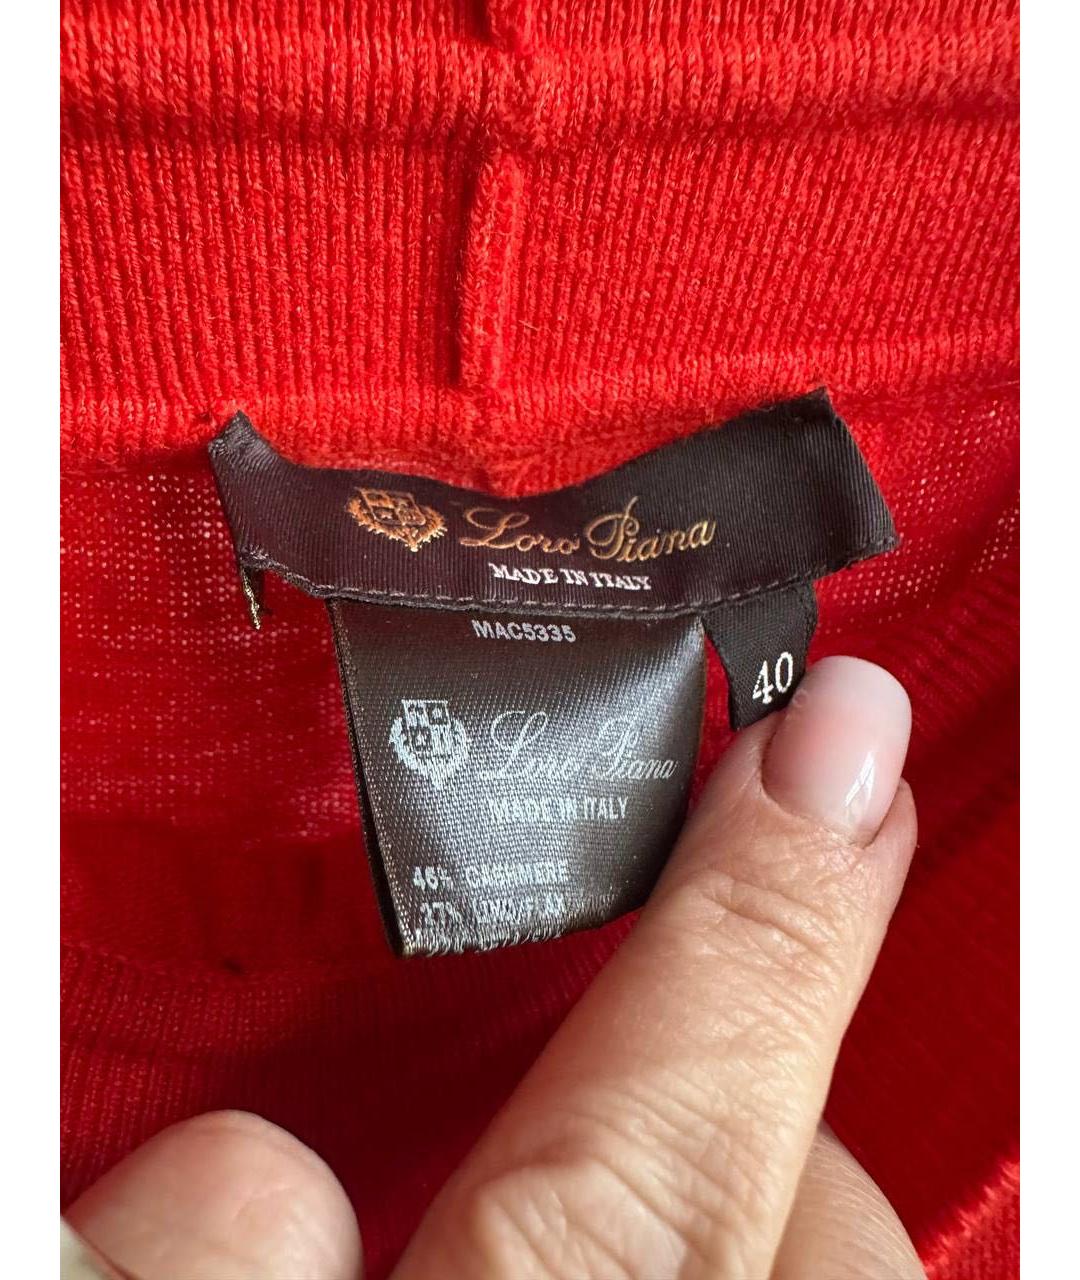 Loro Piana
MADE IN ITALY
MAC5335
40
Loro Piana
MADE IN ITALY
46% CASHMERE